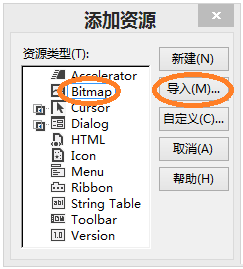 添加资源
资源类型(T):
Accelerator
Bitmap
Cursor
Dialog
HTML
Icon
Menu
Ribbon
String Table
Toolbar
Version
新建(N)
导入(M)...
自定义(C)...
取消(A)
帮助(H)